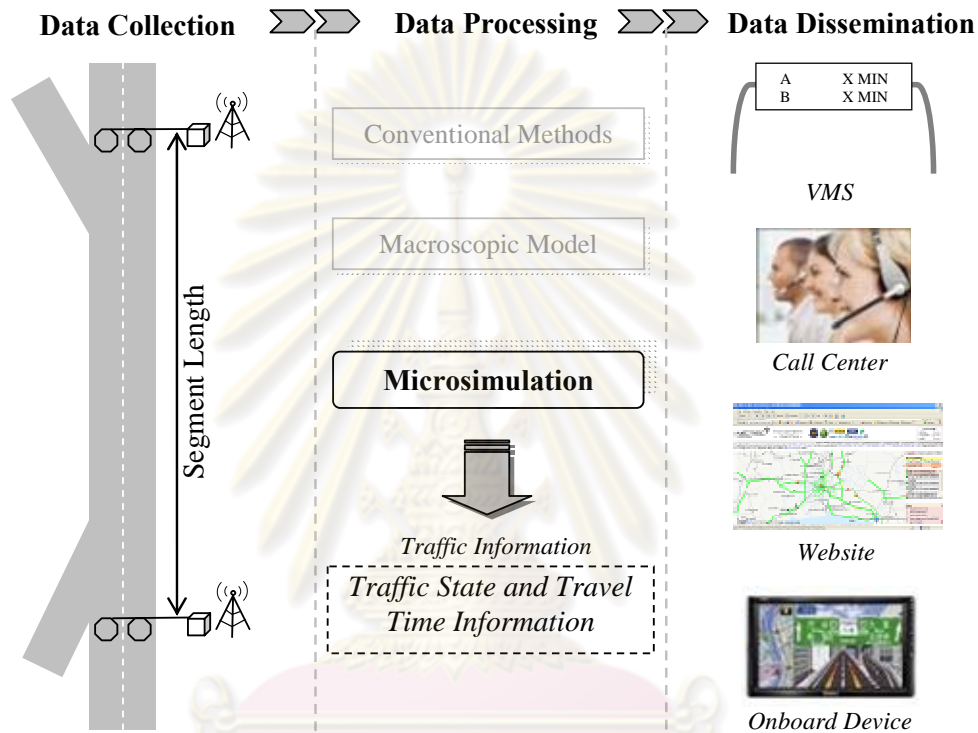 Data Collection
Data Processing
Data Dissemination
A X MIN
B X MIN
VMS
Conventional Methods
Macroscopic Model
Segment Length
Call Center
Microsimulation
Website
Traffic Information
Traffic State and Travel
Time Information
Onboard Device